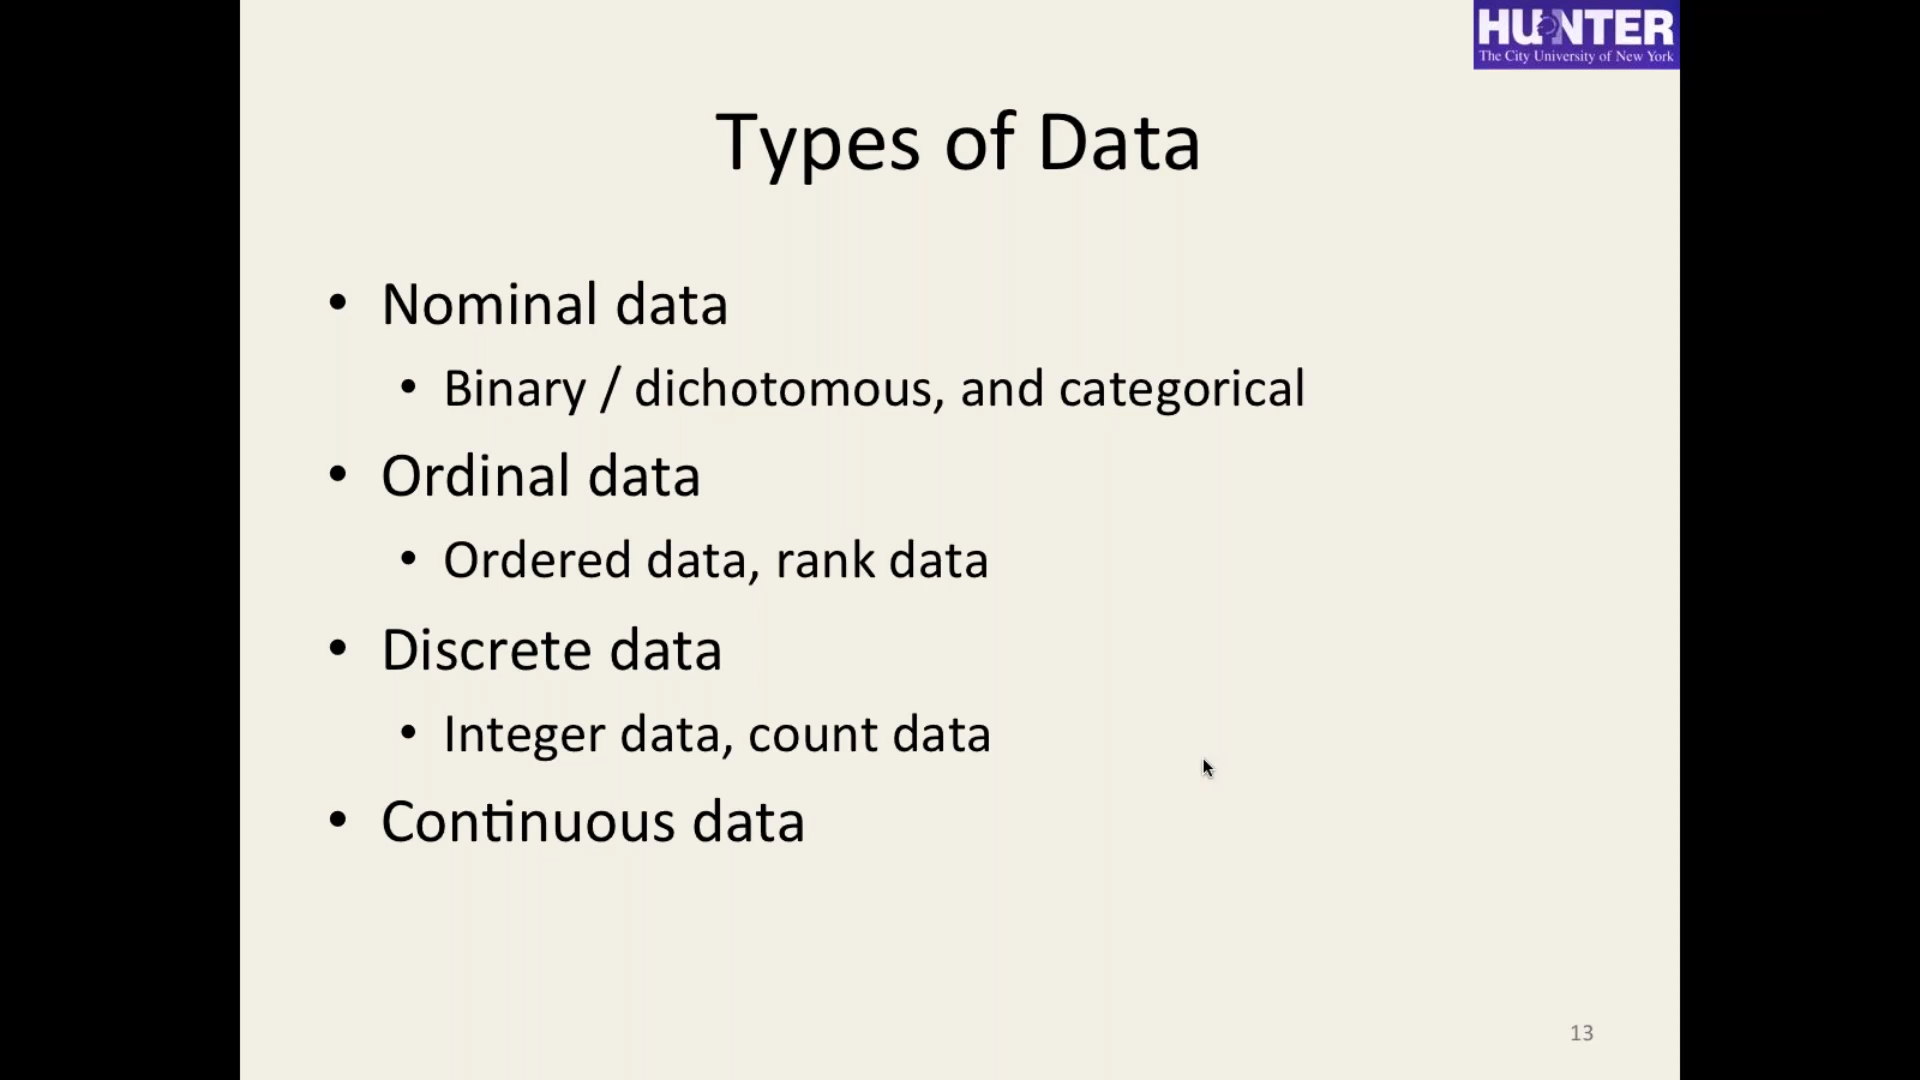 HUNTER
The City University of New York
Types of Data
• Nominal data
• Binary / dichotomous, and categorical
• Ordinal data
• Ordered data, rank data
• Discrete data
• Integer data, count data
• Continuous data
13